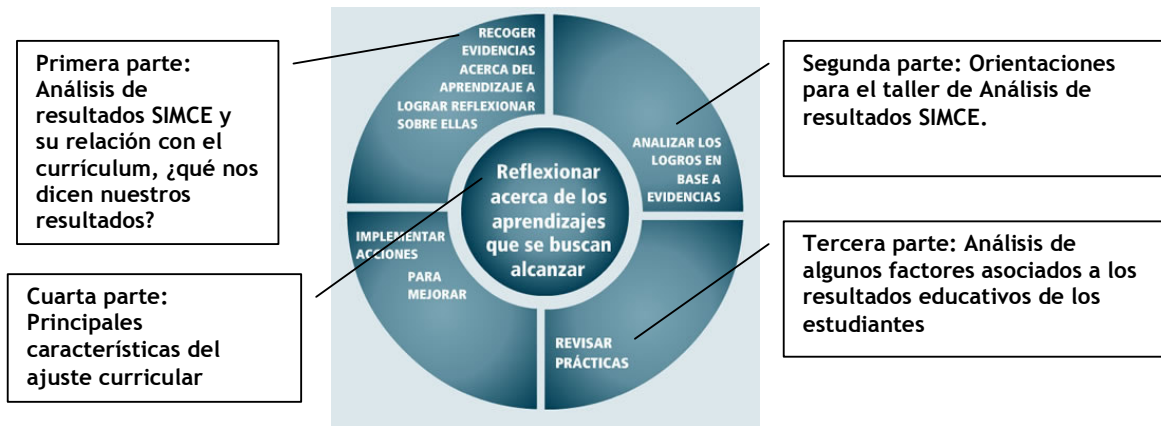 Primera parte:
Análisis de
resultados SIMCE y
su relación con el
currículum, ¿qué nos
dicen nuestros
resultados?
RECOGER
EVIDENCIAS
ACERCA DEL
APRENDIZAJE A
LOGRAR REFLEXIONAR
SOBRE ELLAS
Segunda parte: Orientaciones
para el taller de Análisis de
resultados SIMCE.
ANALIZAR LOS
LOGROS EN
BASE A
EVIDENCIAS
Reflexionar
acerca de los
aprendizajes
que se buscan
alcanzar
Cuarta parte:
Principales
características del
ajuste curricular
IMPLEMENTAR
ACCIONES
PARA
MEJORAR
REVISAR
PRÁCTICAS
Tercera parte: Análisis de
algunos factores asociados a los
resultados educativos de los
estudiantes